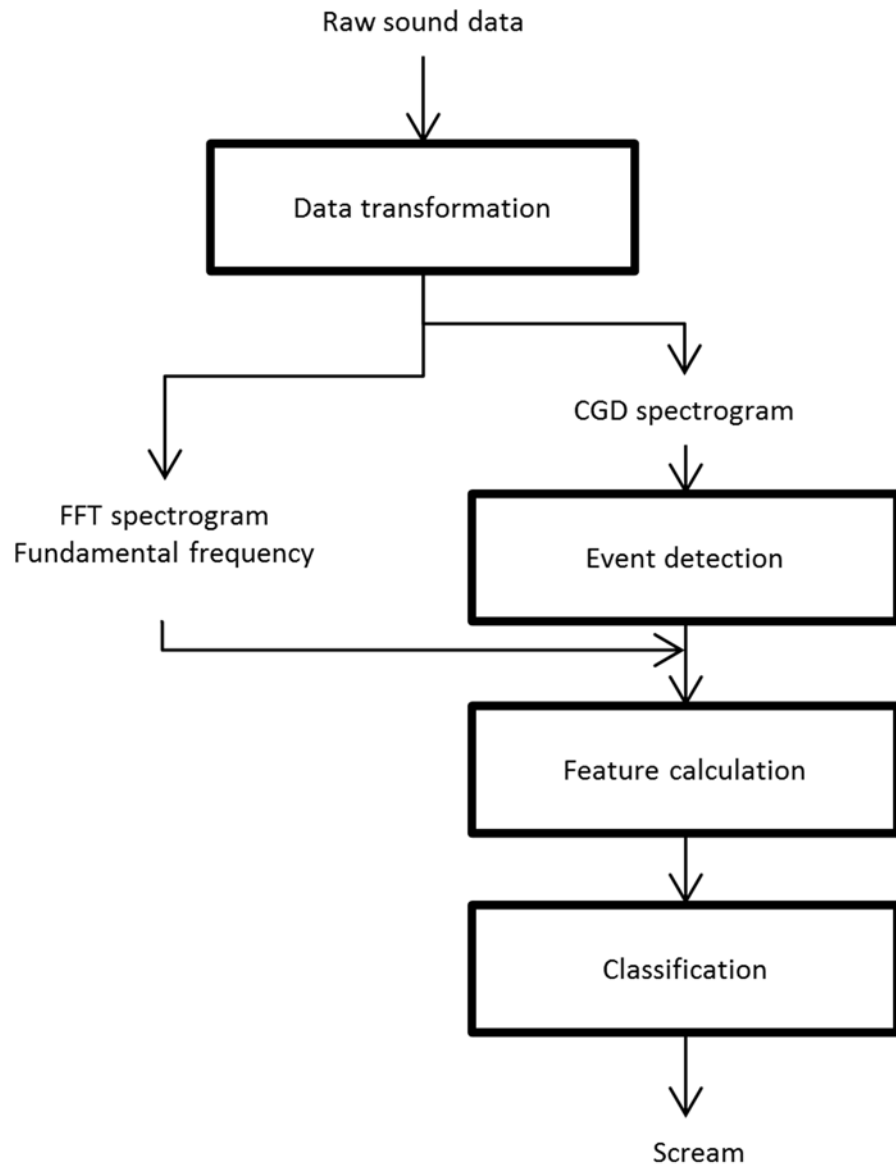 Raw sound data
Data transformation
CGD spectrogram
FFT spectrogram
Fundamental frequency
Event detection
Feature calculation
Classification
Scream